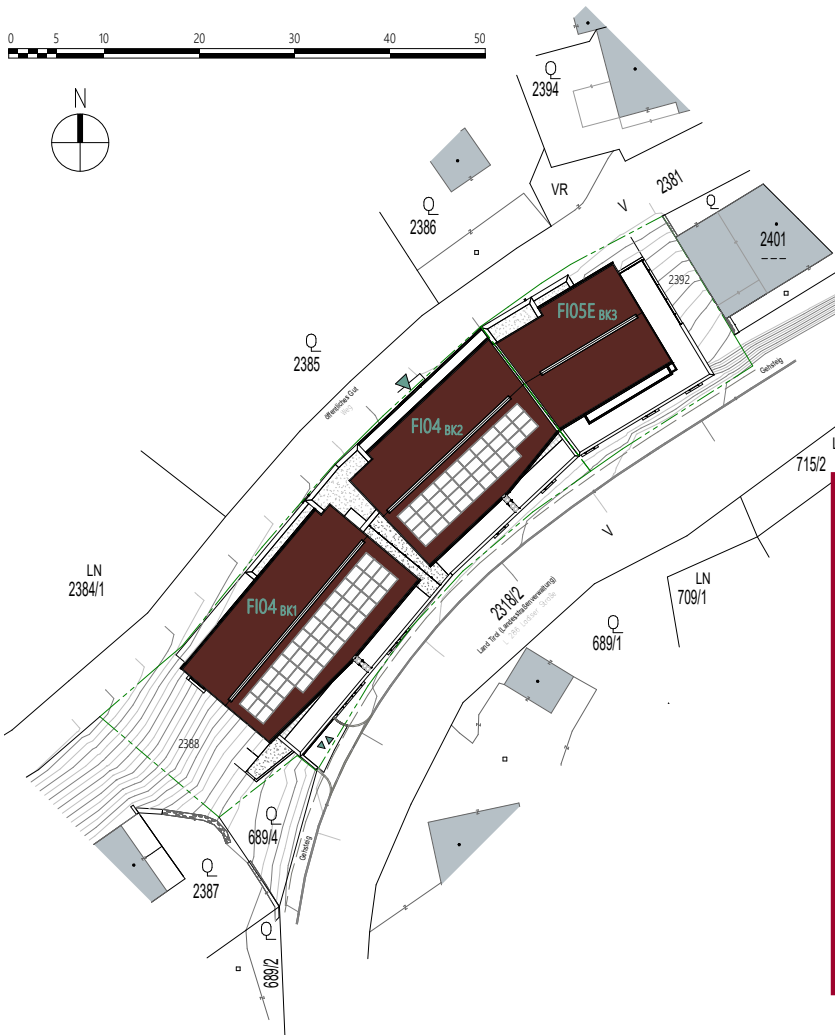 0 5 10 20 30 40 50
N
Q
2394
VR
V
2381
Q
2386
Q
2401
2392
FI05E BK3
Q
2385
öffentliches Gut
Weg
Gehsteig
FI04 BK2
715/2
V
LN
2384/1
LN
709/1
2318/2
Land Tirol (Landesstraßenverwaltung)
FI04 BK1
Q
689/1
2388
Q
689/4
Gehsteig
Q
2387
Q
689/2